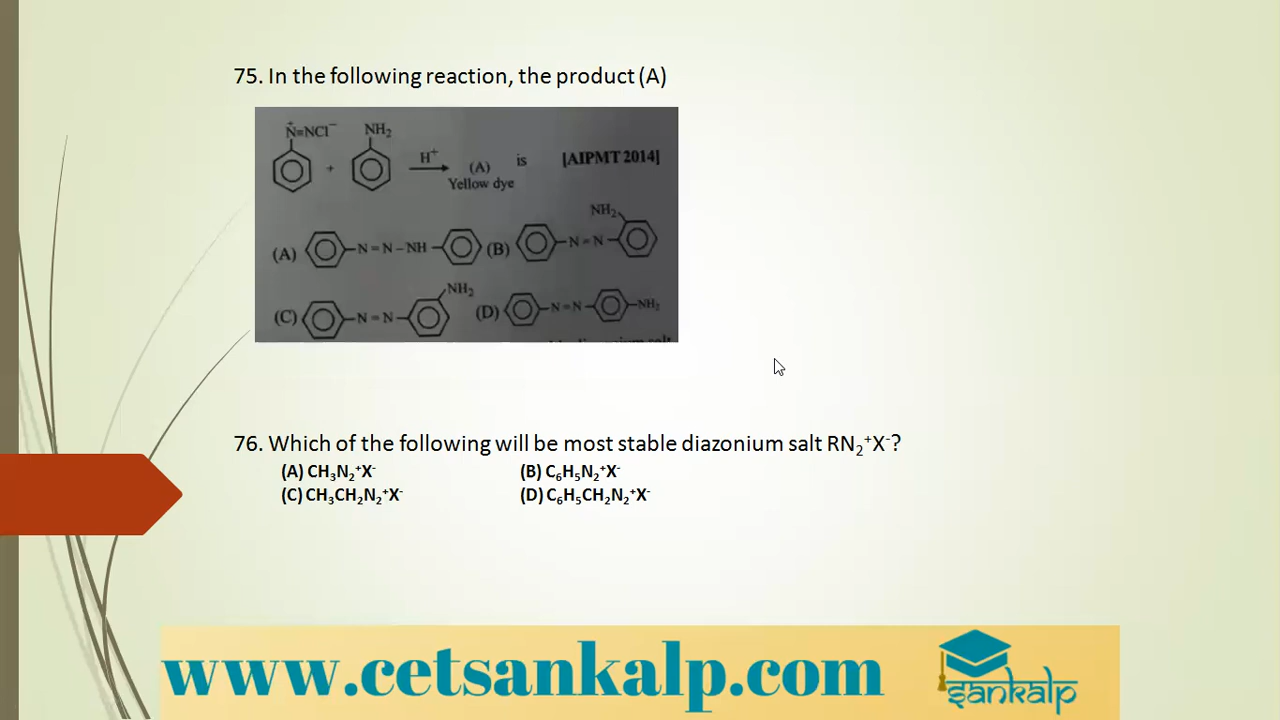 75. In the following reaction, the product (A)
N̟≡NCl⁻ NH₂
+ H⁺ (A) is [AIPMT 2014]
Yellow dye
NH₂
(A) N = N – NH (B) N = N
NH₂
(C) N = N (D) N = N NH₂
76. Which of the following will be most stable diazonium salt RN₂⁺X⁻?
(A) CH₃N₂⁺X⁻ (B) C₆H₅N₂⁺X⁻
(C) CH₃CH₂N₂⁺X⁻ (D) C₆H₅CH₂N₂⁺X⁻
www.cetsankalp.com sankalp